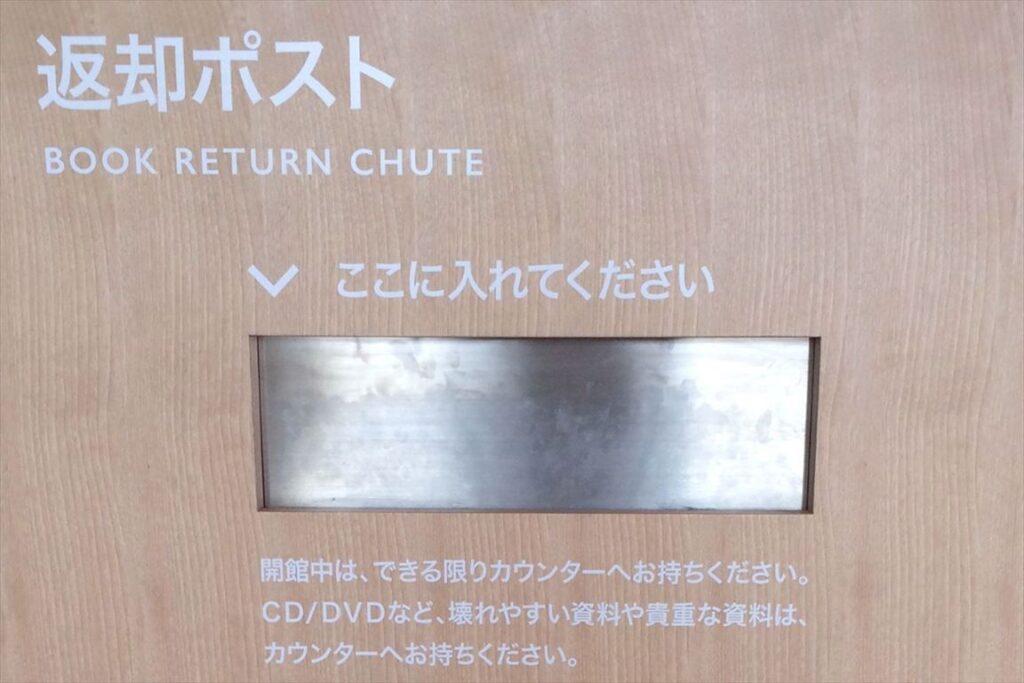 返却ポスト
BOOK RETURN CHUTE
ここに入れてください
開館中は、できる限りカウンターへお持ちください。
CD/DVDなど、壊れやすい資料や貴重な資料は、
カウンターへお持ちください。